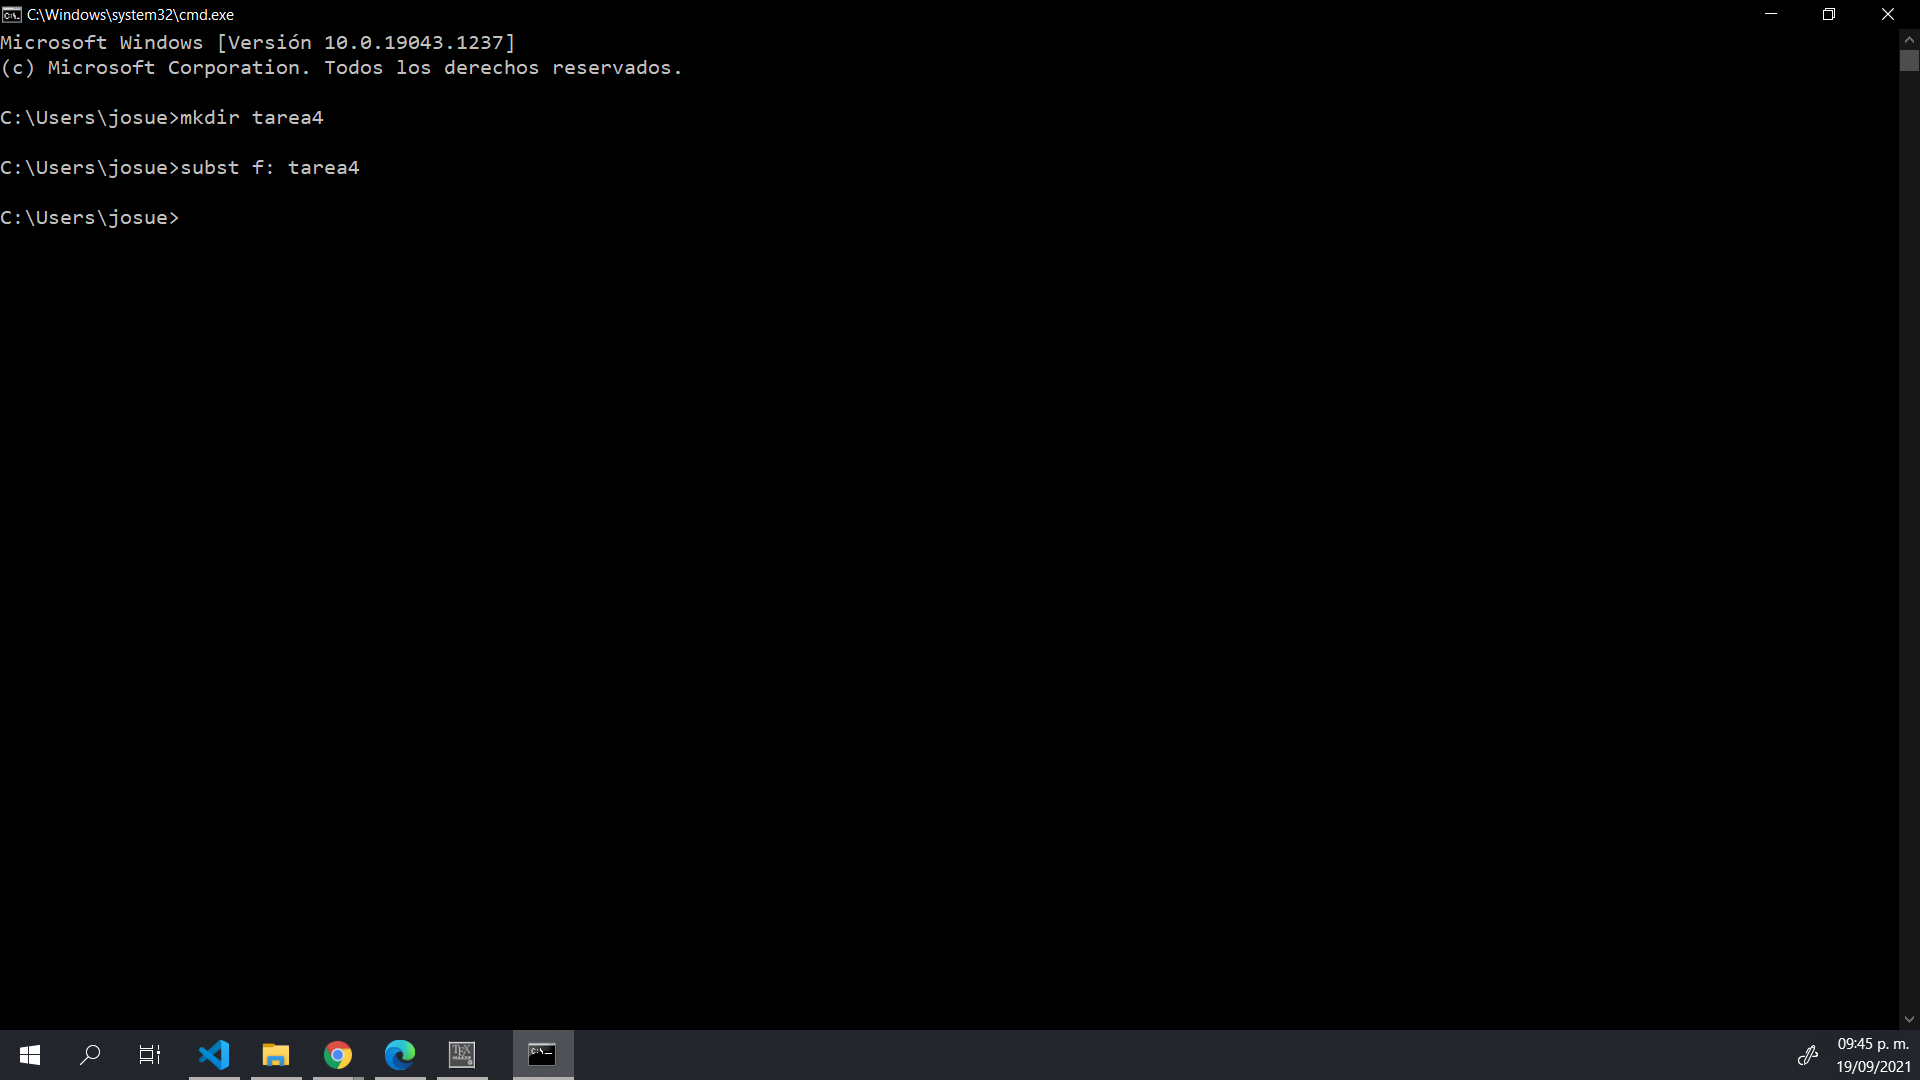 C:\Windows\system32\cmd.exe
Microsoft Windows [Versión 10.0.19043.1237]
(c) Microsoft Corporation. Todos los derechos reservados.
C:\Users\josue>mkdir tarea4
C:\Users\josue>subst f: tarea4
C:\Users\josue>
09:45 p. m.
19/09/2021